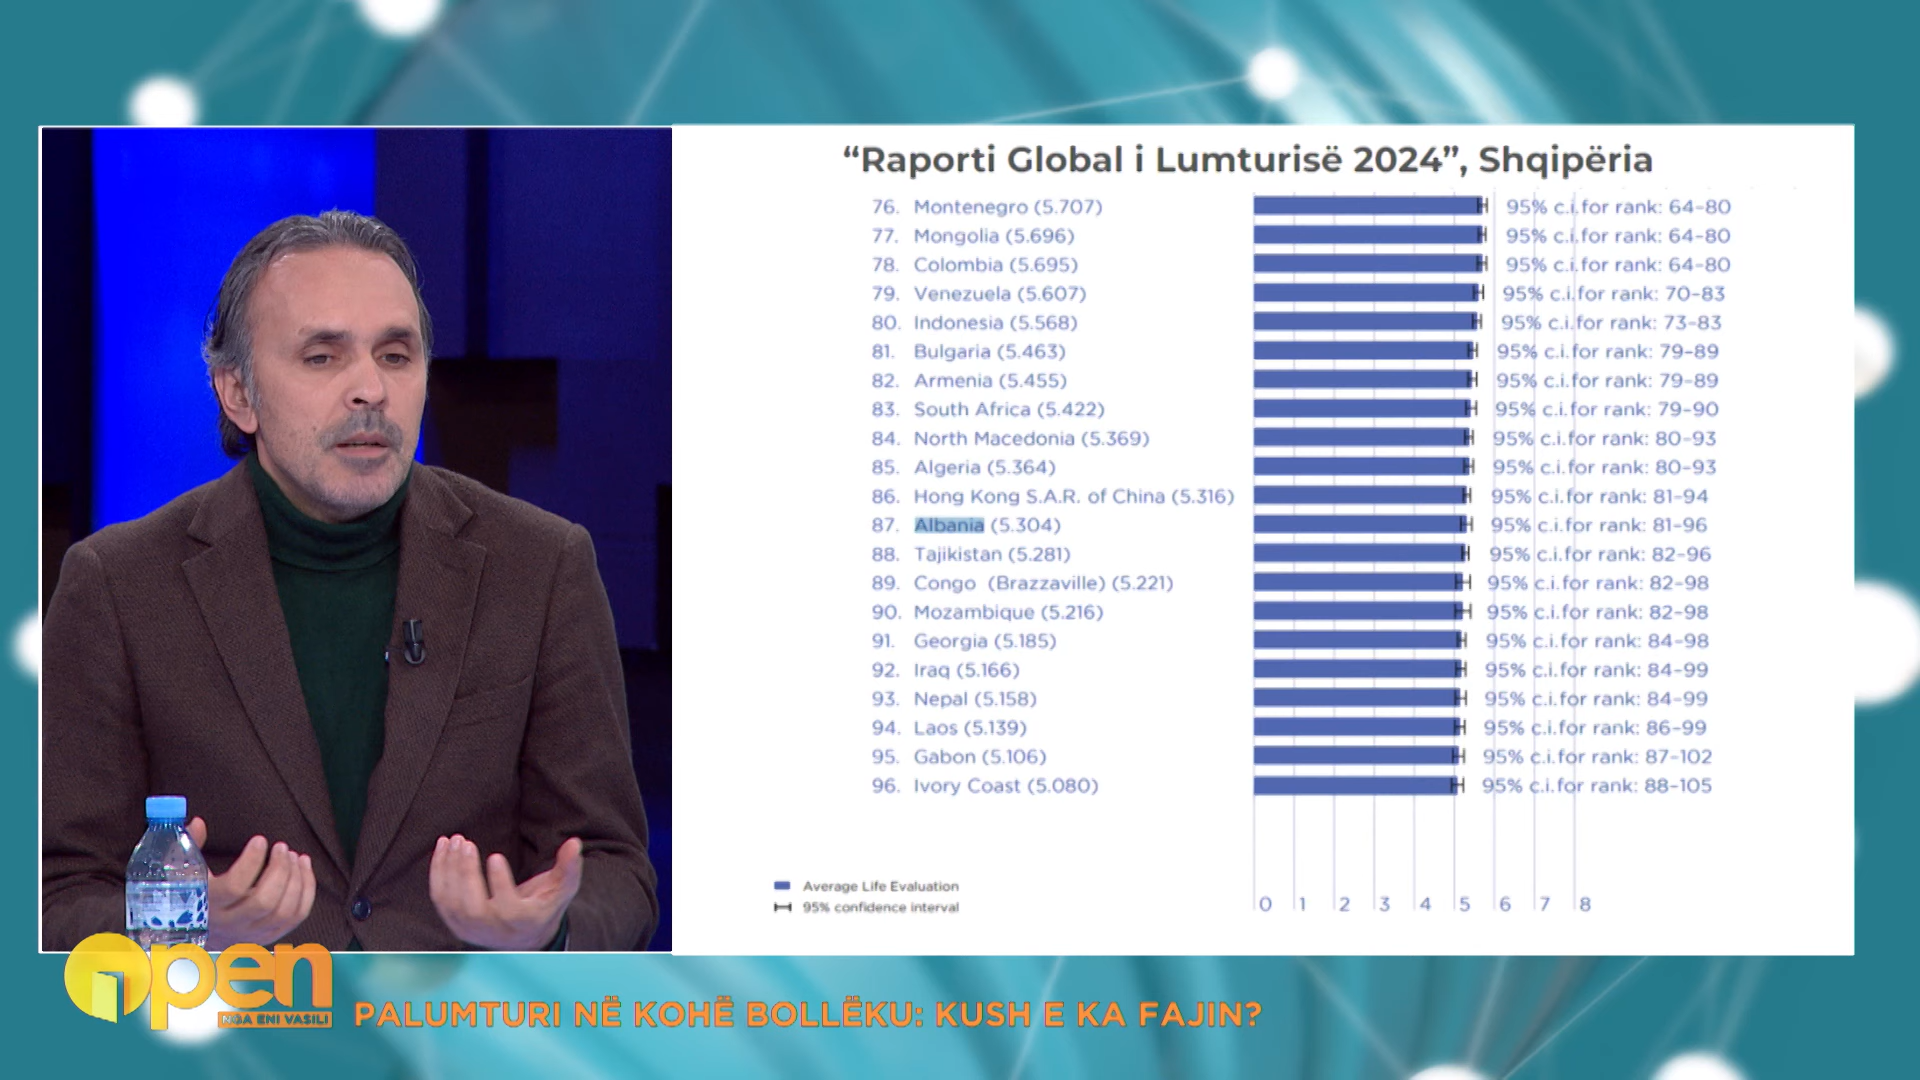 “Raporti Global i Lumturisë 2024”, Shqipëria
76. Montenegro (5.707) 95% c.i.for rank: 64-80
77. Mongolia (5.696) 95% c.i.for rank: 64-80
78. Colombia (5.695) 95% c.i.for rank: 64-80
79. Venezuela (5.607) 95% c.i.for rank: 70-83
80. Indonesia (5.568) 95% c.i.for rank: 73-83
81. Bulgaria (5.463) 95% c.i.for rank: 79-89
82. Armenia (5.455) 95% c.i.for rank: 79-89
83. South Africa (5.422) 95% c.i.for rank: 79-90
84. North Macedonia (5.369) 95% c.i.for rank: 80-93
85. Algeria (5.364) 95% c.i.for rank: 80-93
86. Hong Kong S.A.R. of China (5.316) 95% c.i.for rank: 81-94
87. Albania (5.304) 95% c.i.for rank: 81-96
88. Tajikistan (5.281) 95% c.i.for rank: 82-96
89. Congo (Brazzaville) (5.221) 95% c.i.for rank: 82-98
90. Mozambique (5.216) 95% c.i.for rank: 82-98
91. Georgia (5.185) 95% c.i.for rank: 84-98
92. Iraq (5.166) 95% c.i.for rank: 84-99
93. Nepal (5.158) 95% c.i.for rank: 84-99
94. Laos (5.139) 95% c.i.for rank: 86-99
95. Gabon (5.106) 95% c.i.for rank: 87-102
96. Ivory Coast (5.080) 95% c.i.for rank: 88-105
Average Life Evaluation
95% confidence interval
0 1 2 3 4 5 6 7 8
Open
NGA ENI VASILI
PALUMTURI NË KOHË BOLLËKU: KUSH E KA FAJIN?